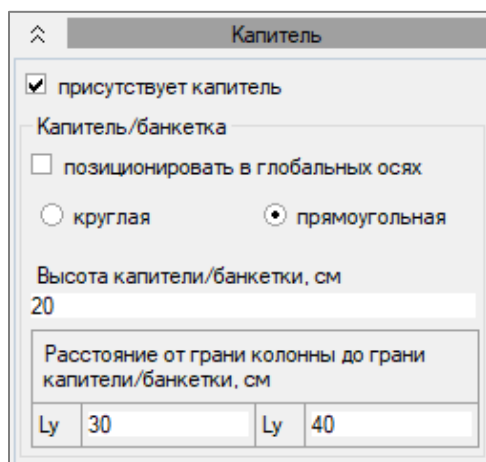 Капитель
присутствует капитель
Капитель/банкетка
позиционировать в глобальных осях
круглая прямоугольная
Высота капители/банкетки, см
20
Расстояние от грани колонны до грани
капители/банкетки, см
Ly 30 Ly 40